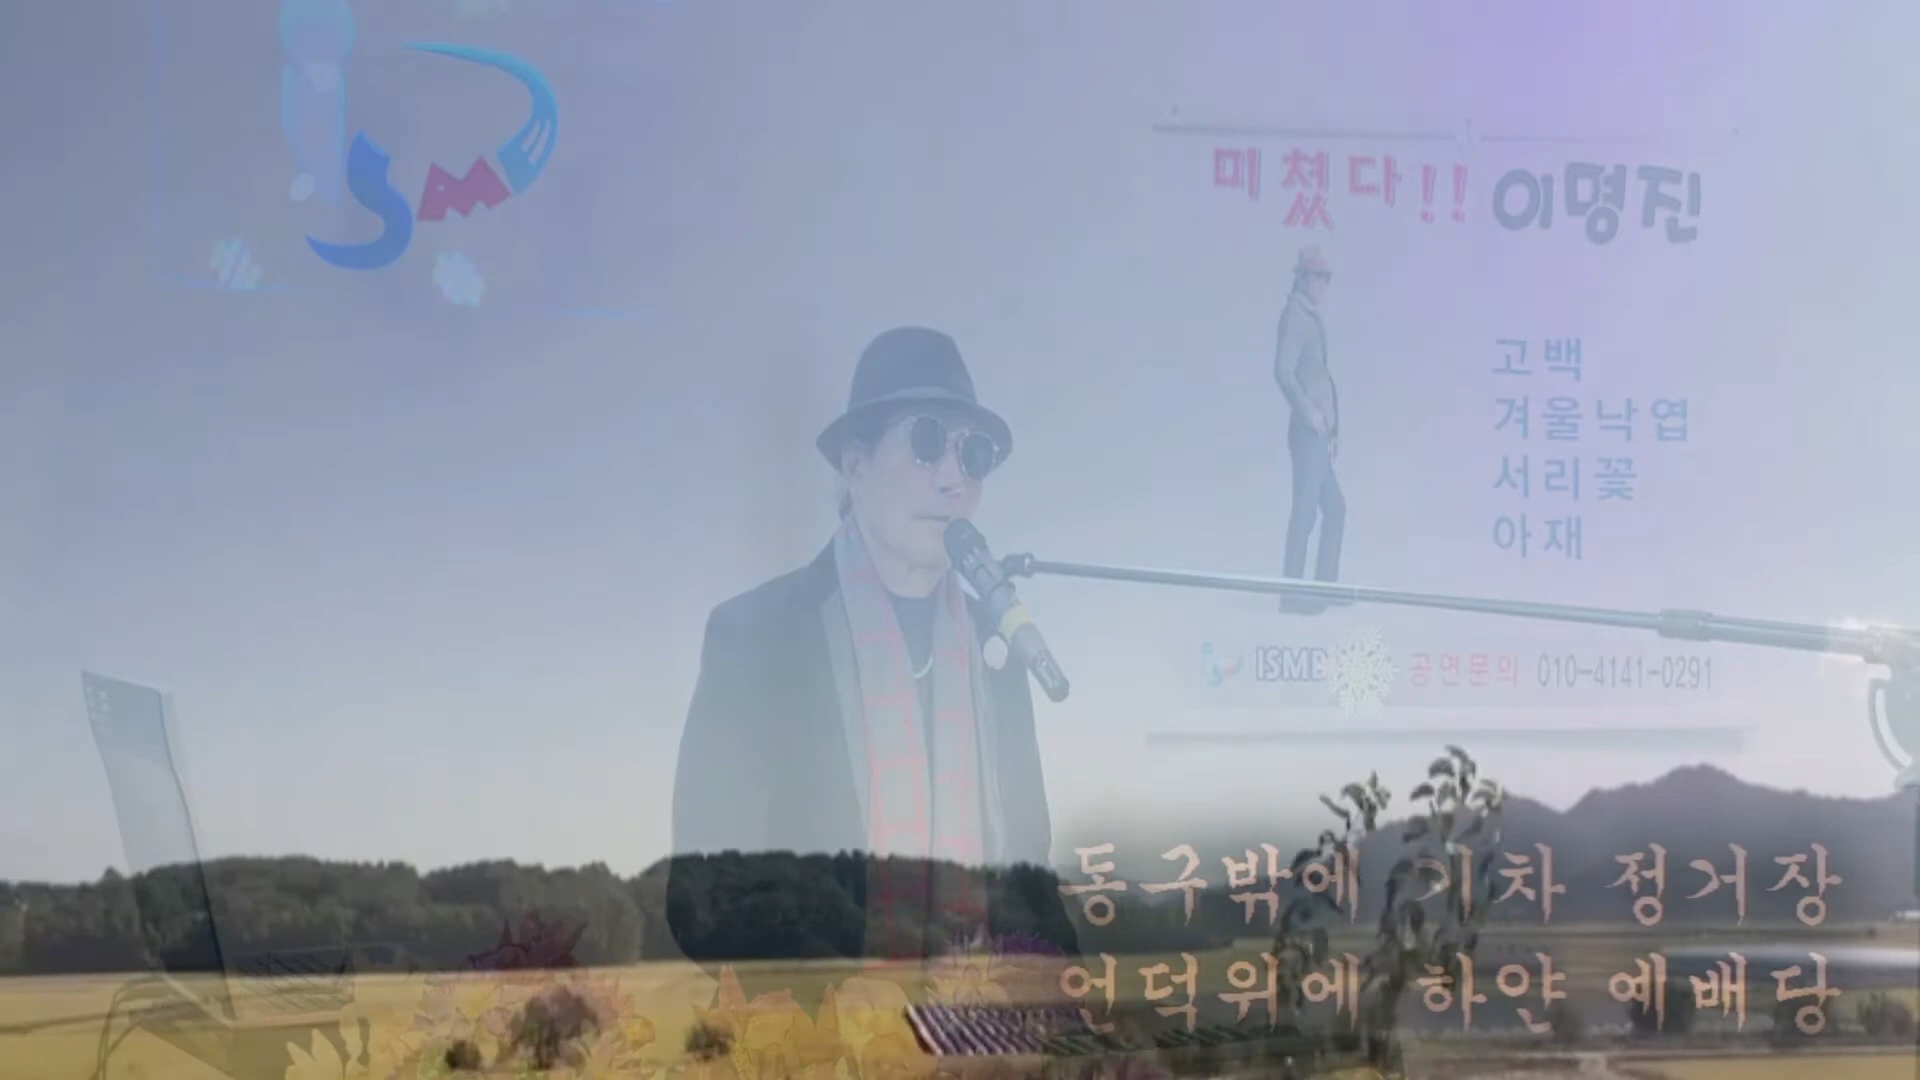 ISMD
미쳤다!! 이명진
고백
겨울낙엽
서리꽃
아재
ISMB 공연문의 010-4141-0291
동구밖에 기차 정거장
언덕위에 하얀 예배당